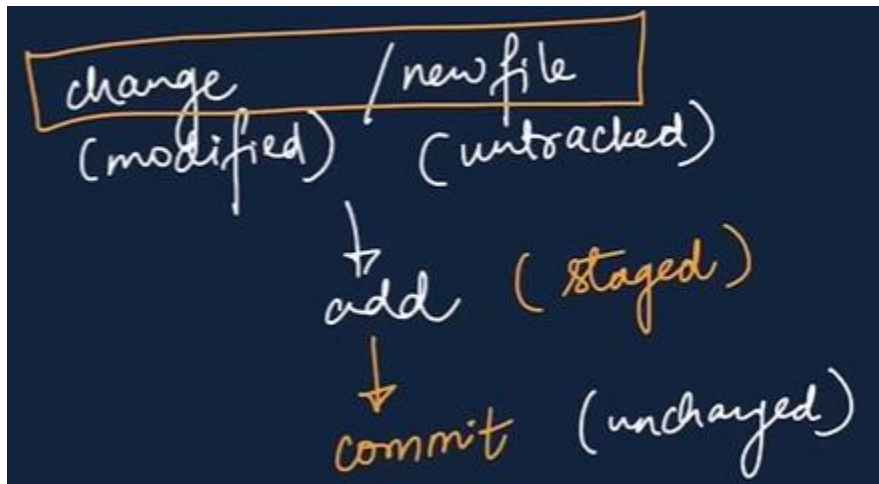 change / new file
(modified) (untracked)
add (staged)
commit (unchanged)